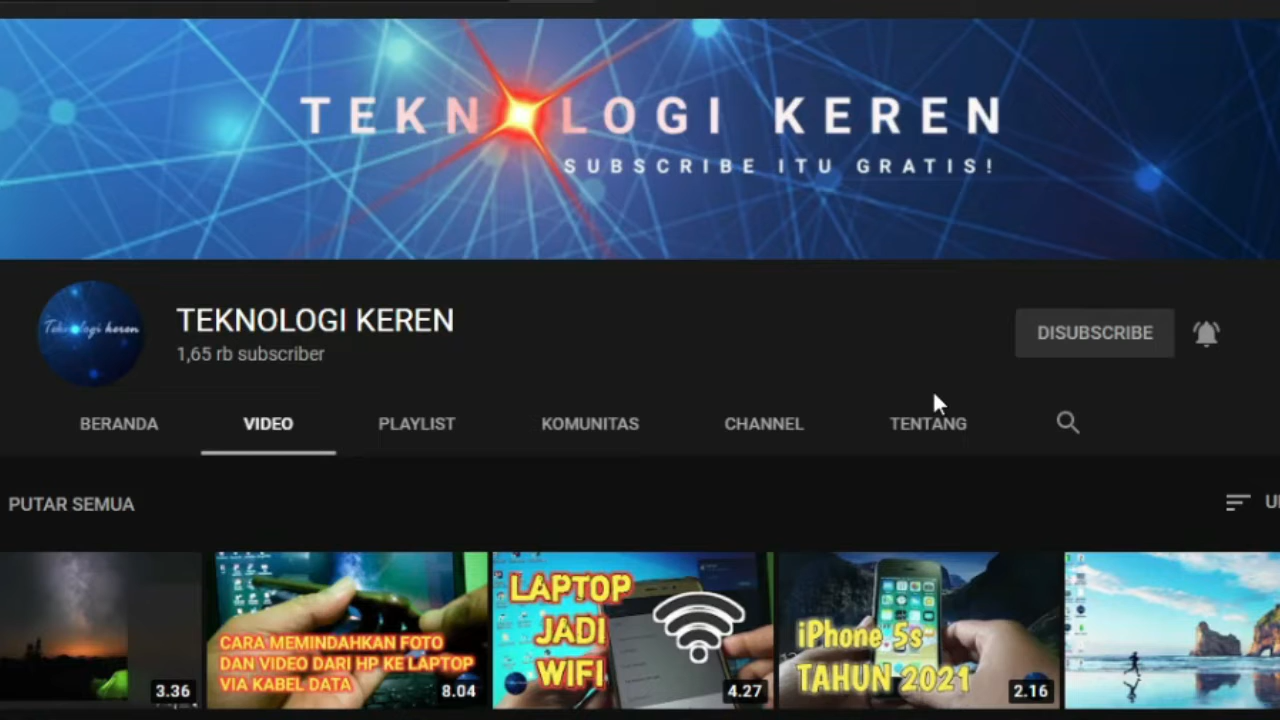 TEKNOLOGI KEREN
SUBSCRIBE ITU GRATIS!
Teknologi keren
TEKNOLOGI KEREN
1,65 rb subscriber
DISUBSCRIBE
BERANDA
VIDEO
PLAYLIST
KOMUNITAS
CHANNEL
TENTANG
PUTAR SEMUA
3.36
CARA MEMINDAHKAN FOTO
DAN VIDEO DARI HP KE LAPTOP
VIA KABEL DATA
8.04
LAPTOP
JADI
WIFI
4.27
iPhone 5s
TAHUN 2021
2.16